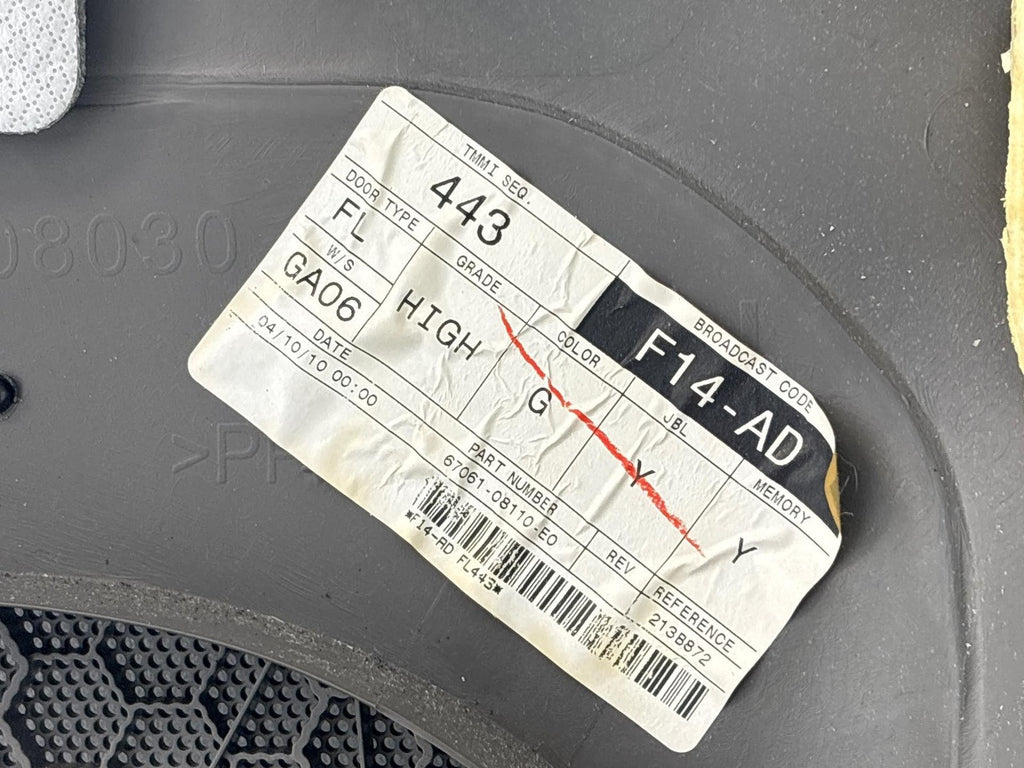 TMMI SEQ.
443
BROADCAST CODE
F14-AD
DOOR TYPE
FL
GRADE
HIGH
COLOR
G
JBL
Y
MEMORY
Y
W/S
GA06
DATE
04/10/10 00:00
PART NUMBER
67061-08110-E0
REV
REFERENCE
213B872
*F14-AD FL443*
08030
>PP